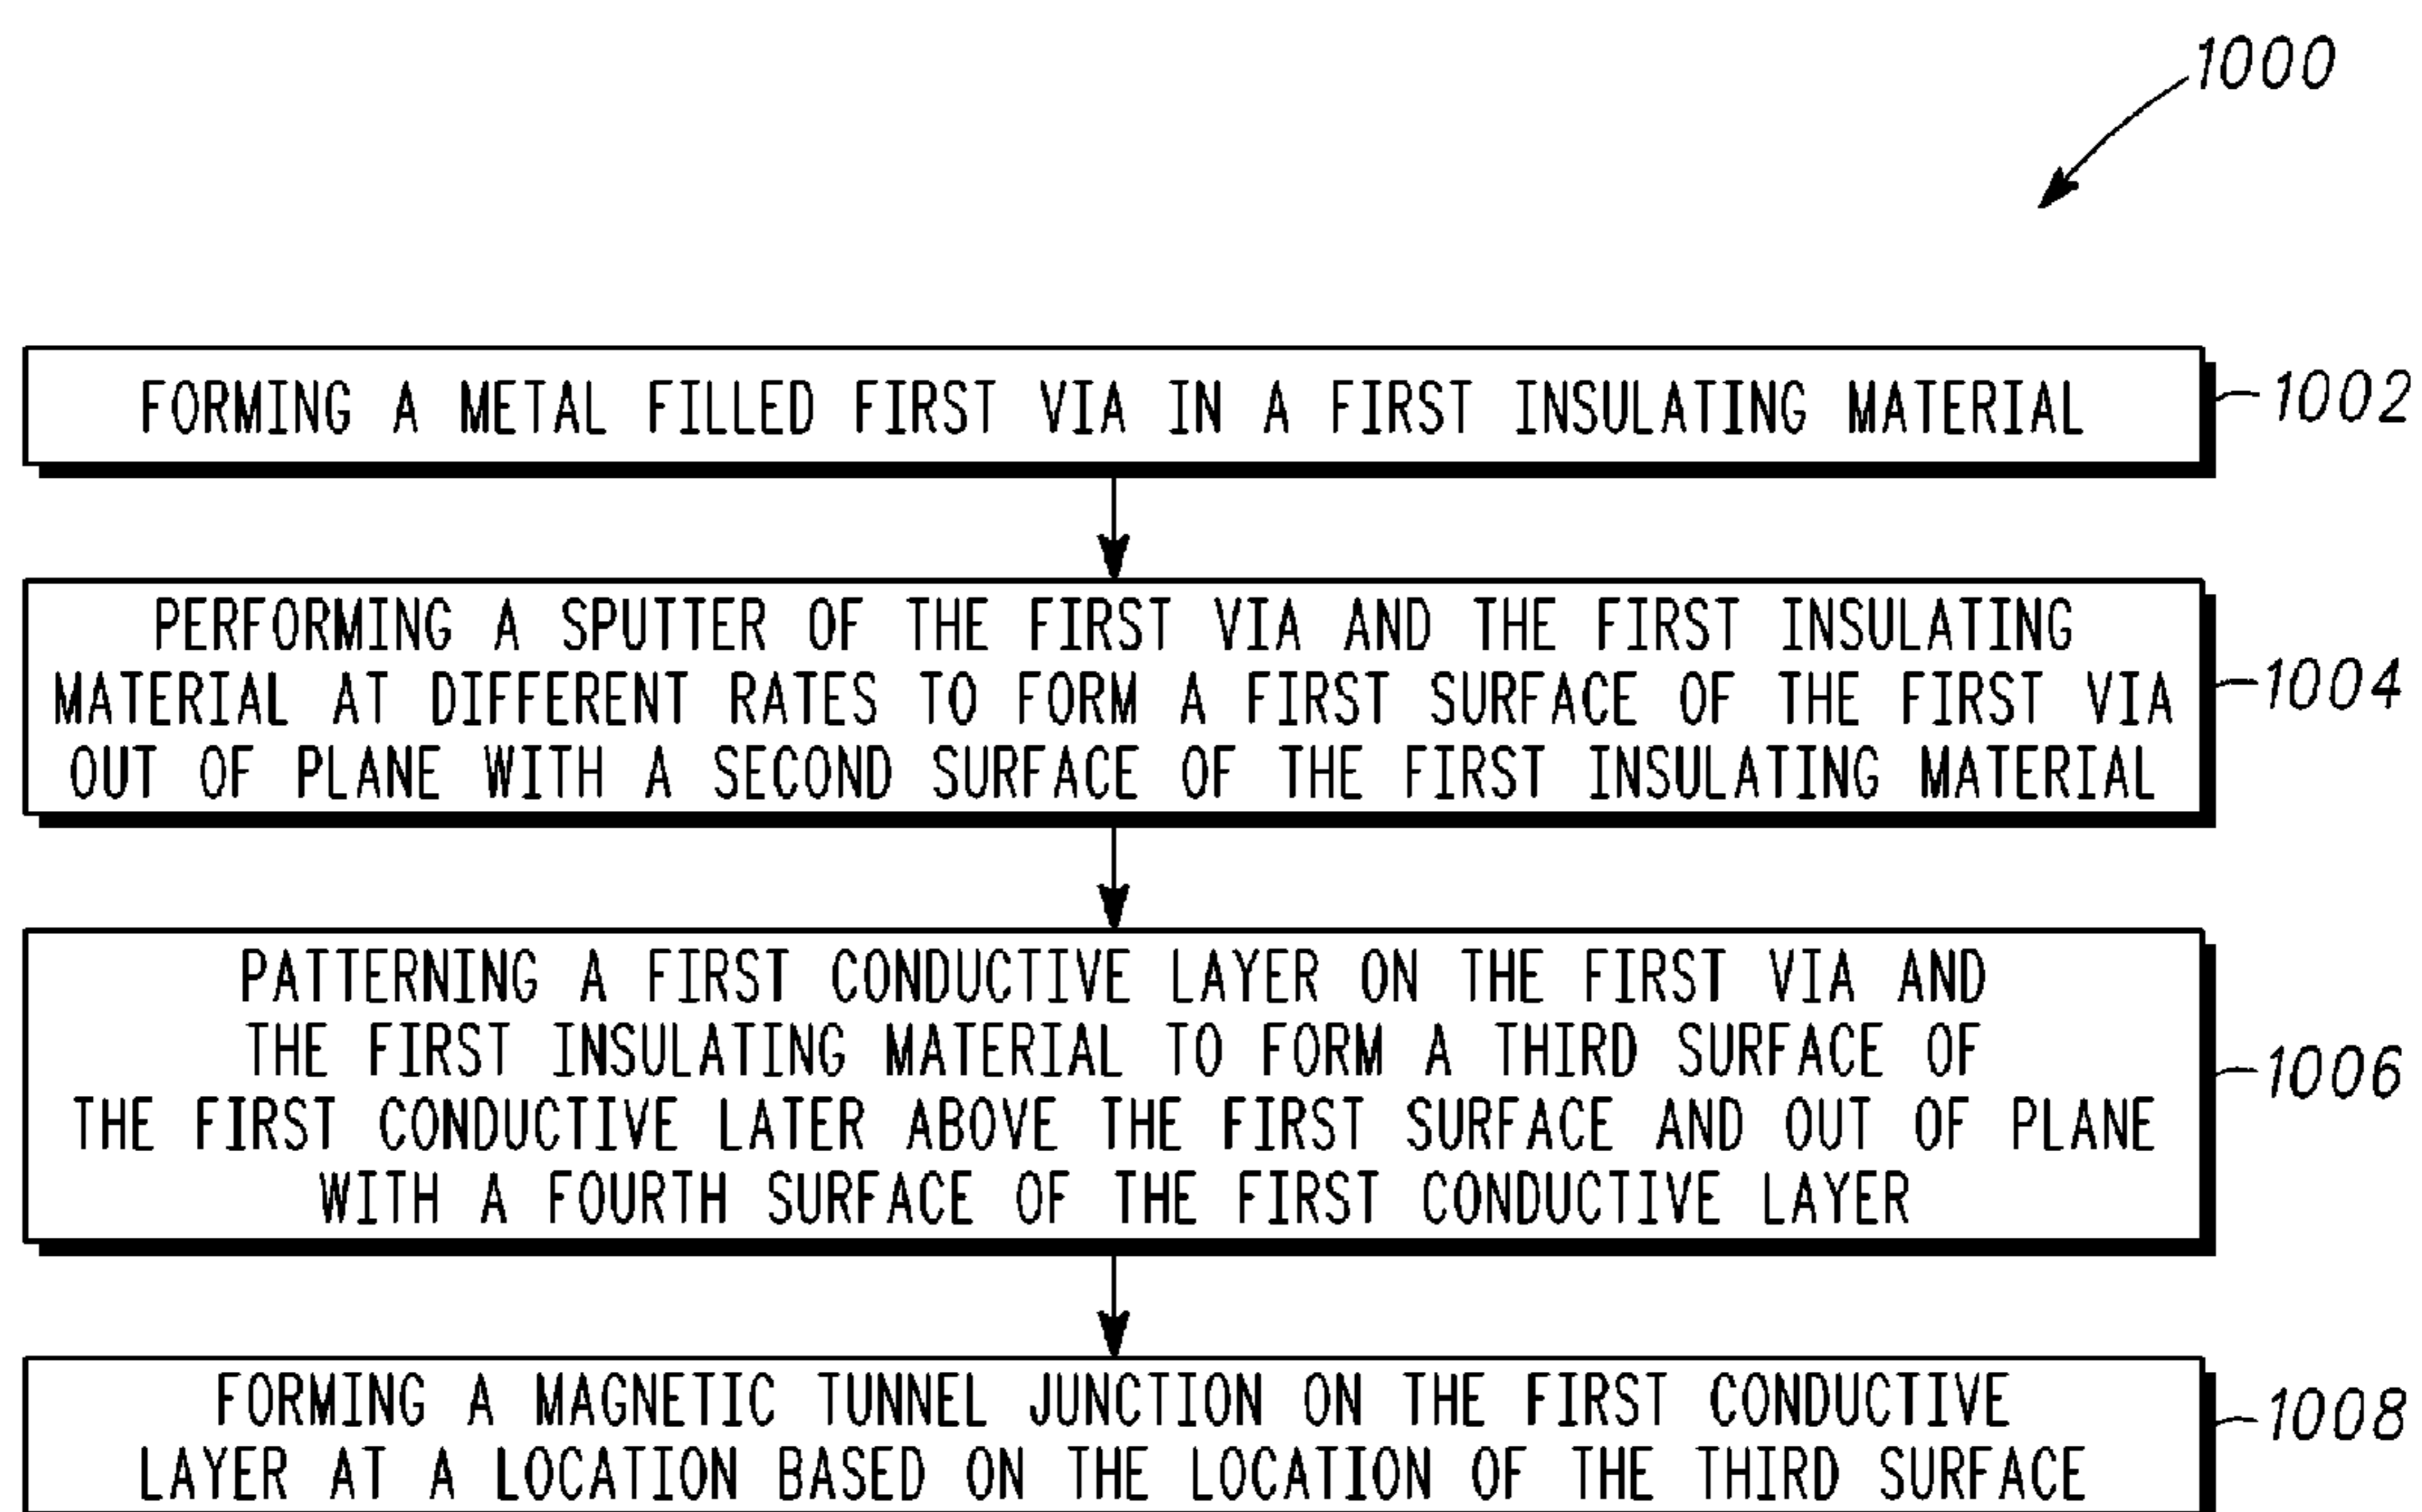 1000
FORMING A METAL FILLED FIRST VIA IN A FIRST INSULATING MATERIAL
1002
PERFORMING A SPUTTER OF THE FIRST VIA AND THE FIRST INSULATING
MATERIAL AT DIFFERENT RATES TO FORM A FIRST SURFACE OF THE FIRST VIA
OUT OF PLANE WITH A SECOND SURFACE OF THE FIRST INSULATING MATERIAL
1004
PATTERNING A FIRST CONDUCTIVE LAYER ON THE FIRST VIA AND
THE FIRST INSULATING MATERIAL TO FORM A THIRD SURFACE OF
THE FIRST CONDUCTIVE LATER ABOVE THE FIRST SURFACE AND OUT OF PLANE
WITH A FOURTH SURFACE OF THE FIRST CONDUCTIVE LAYER
1006
FORMING A MAGNETIC TUNNEL JUNCTION ON THE FIRST CONDUCTIVE
LAYER AT A LOCATION BASED ON THE LOCATION OF THE THIRD SURFACE
1008